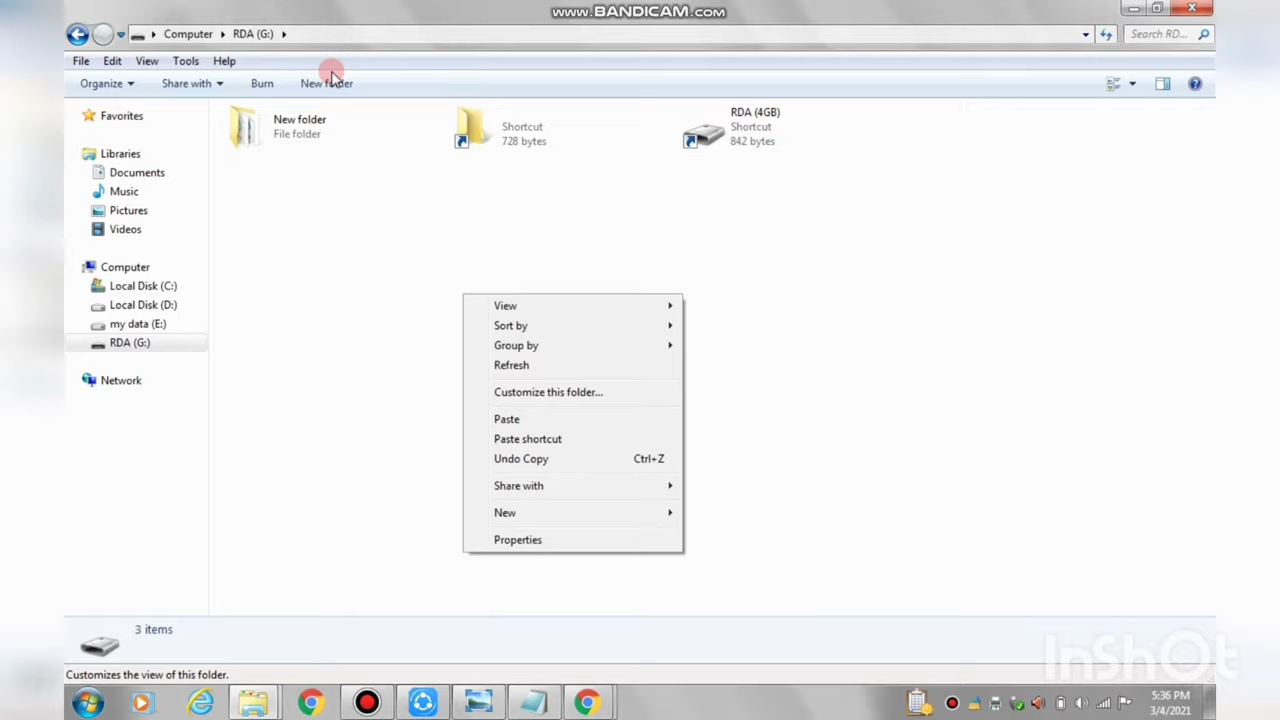 www.BANDICAM.com
Computer RDA (G:)
Search RD...
File Edit View Tools Help
Organize Share with Burn New folder
Favorites
Libraries
Documents
Music
Pictures
Videos
Computer
Local Disk (C:)
Local Disk (D:)
my data (E:)
RDA (G:)
Network
New folder
File folder
Shortcut
728 bytes
RDA (4GB)
Shortcut
842 bytes
View
Sort by
Group by
Refresh
Customize this folder...
Paste
Paste shortcut
Undo Copy Ctrl+Z
Share with
New
Properties
3 items
InShOt
Customizes the view of this folder.
5:36 PM
3/4/2021